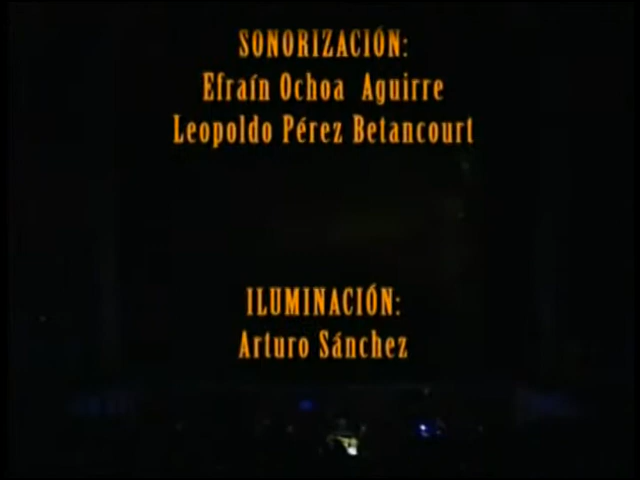 SONORIZACIÓN:
Efraín Ochoa Aguirre
Leopoldo Pérez Betancourt
ILUMINACIÓN:
Arturo Sánchez